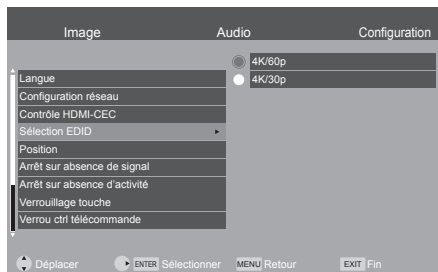 Image Audio Configuration
4K/60p
Langue 4K/30p
Configuration réseau
Contrôle HDMI-CEC
Sélection EDID
Position
Arrêt sur absence de signal
Arrêt sur absence d'activité
Verrouillage touche
Verrou ctrl télécommande
Déplacer ENTER Sélectionner MENU Retour EXIT Fin